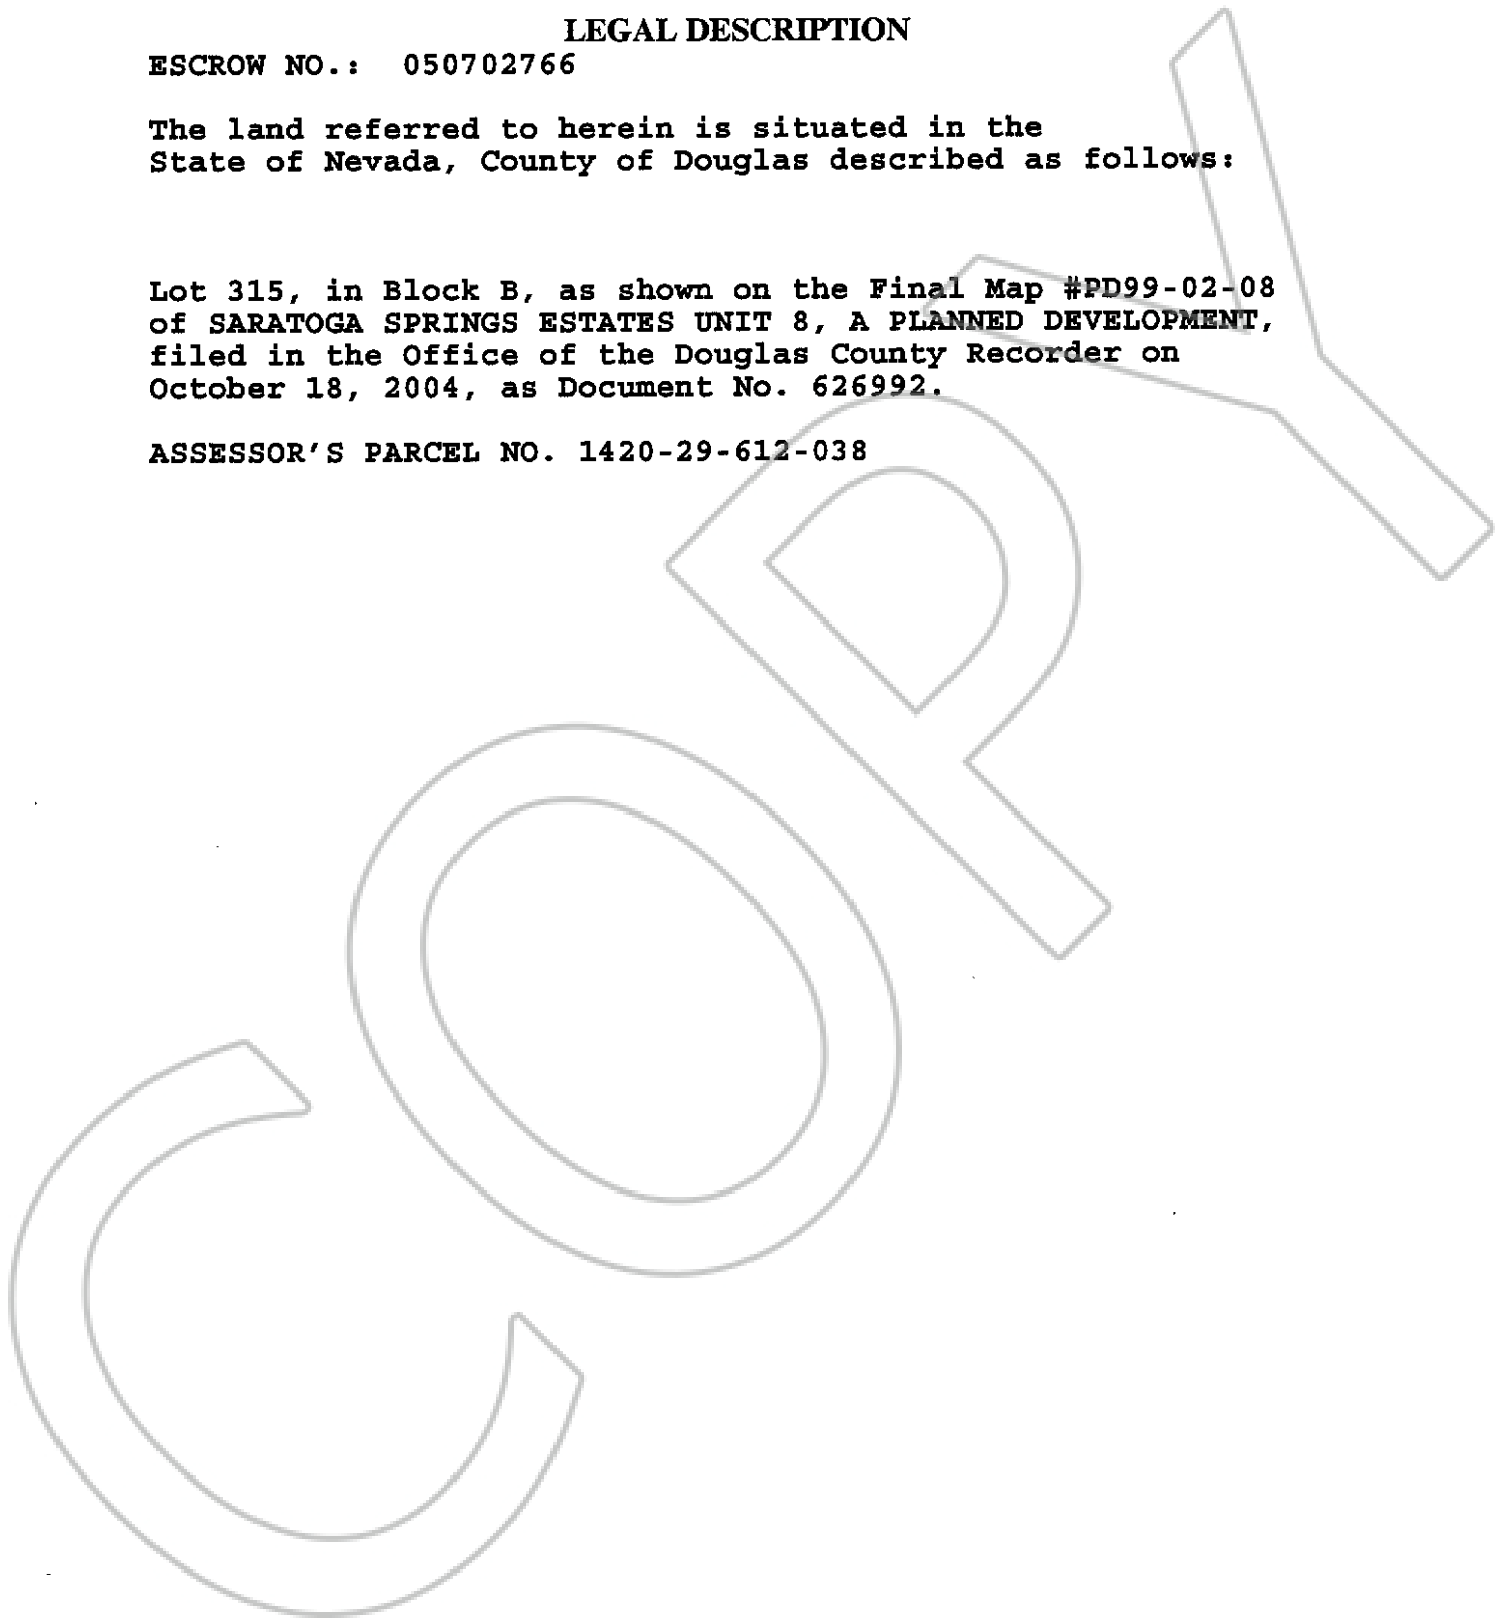 LEGAL DESCRIPTION
ESCROW NO.: 050702766
The land referred to herein is situated in the
State of Nevada, County of Douglas described as follows:
Lot 315, in Block B, as shown on the Final Map #PD99-02-08
of SARATOGA SPRINGS ESTATES UNIT 8, A PLANNED DEVELOPMENT,
filed in the Office of the Douglas County Recorder on
October 18, 2004, as Document No. 626992.
ASSESSOR'S PARCEL NO. 1420-29-612-038
COPY